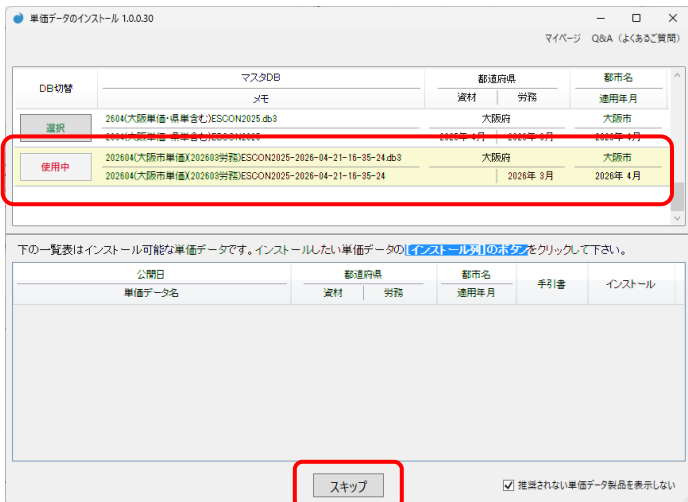 単価データのインストール 1.0.0.30
マイページ Q&A（よくあるご質問）
DB切替 マスタDB 都道府県 都市名
メモ 資材 労務 適用年月
選択 2604(大阪単価・県単含む)ESCON2025.db3 大阪府 大阪市
2604(大阪単価・県単含む)ESCON2025
使用中 202604(大阪市単価)(202603労務)ESCON2025-2026-04-21-16-35-24.db3 大阪府 大阪市
202604(大阪市単価)(202603労務)ESCON2025-2026-04-21-16-35-24 2026年 3月 2026年 4月
下の一覧表はインストール可能な単価データです。インストールしたい単価データの[インストール列]のボタンをクリックして下さい。
公開日 都道府県 都市名 手引書 インストール
単価データ名 資材 労務 適用年月
スキップ
推奨されない単価データ製品を表示しない